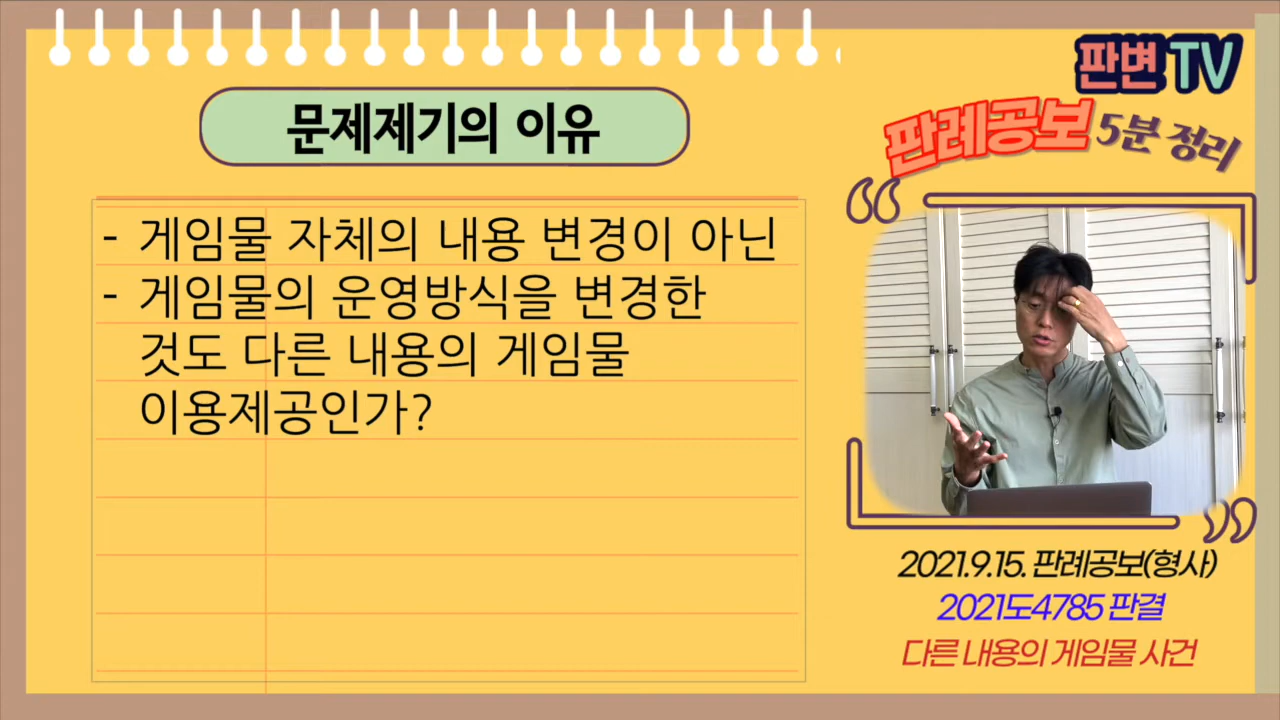 판변 TV
판례공보 5분 정리
문제제기의 이유
- 게임물 자체의 내용 변경이 아닌
- 게임물의 운영방식을 변경한
것도 다른 내용의 게임물
이용제공인가?
2021.9.15. 판례공보(형사)
2021도4785 판결
다른 내용의 게임물 사건